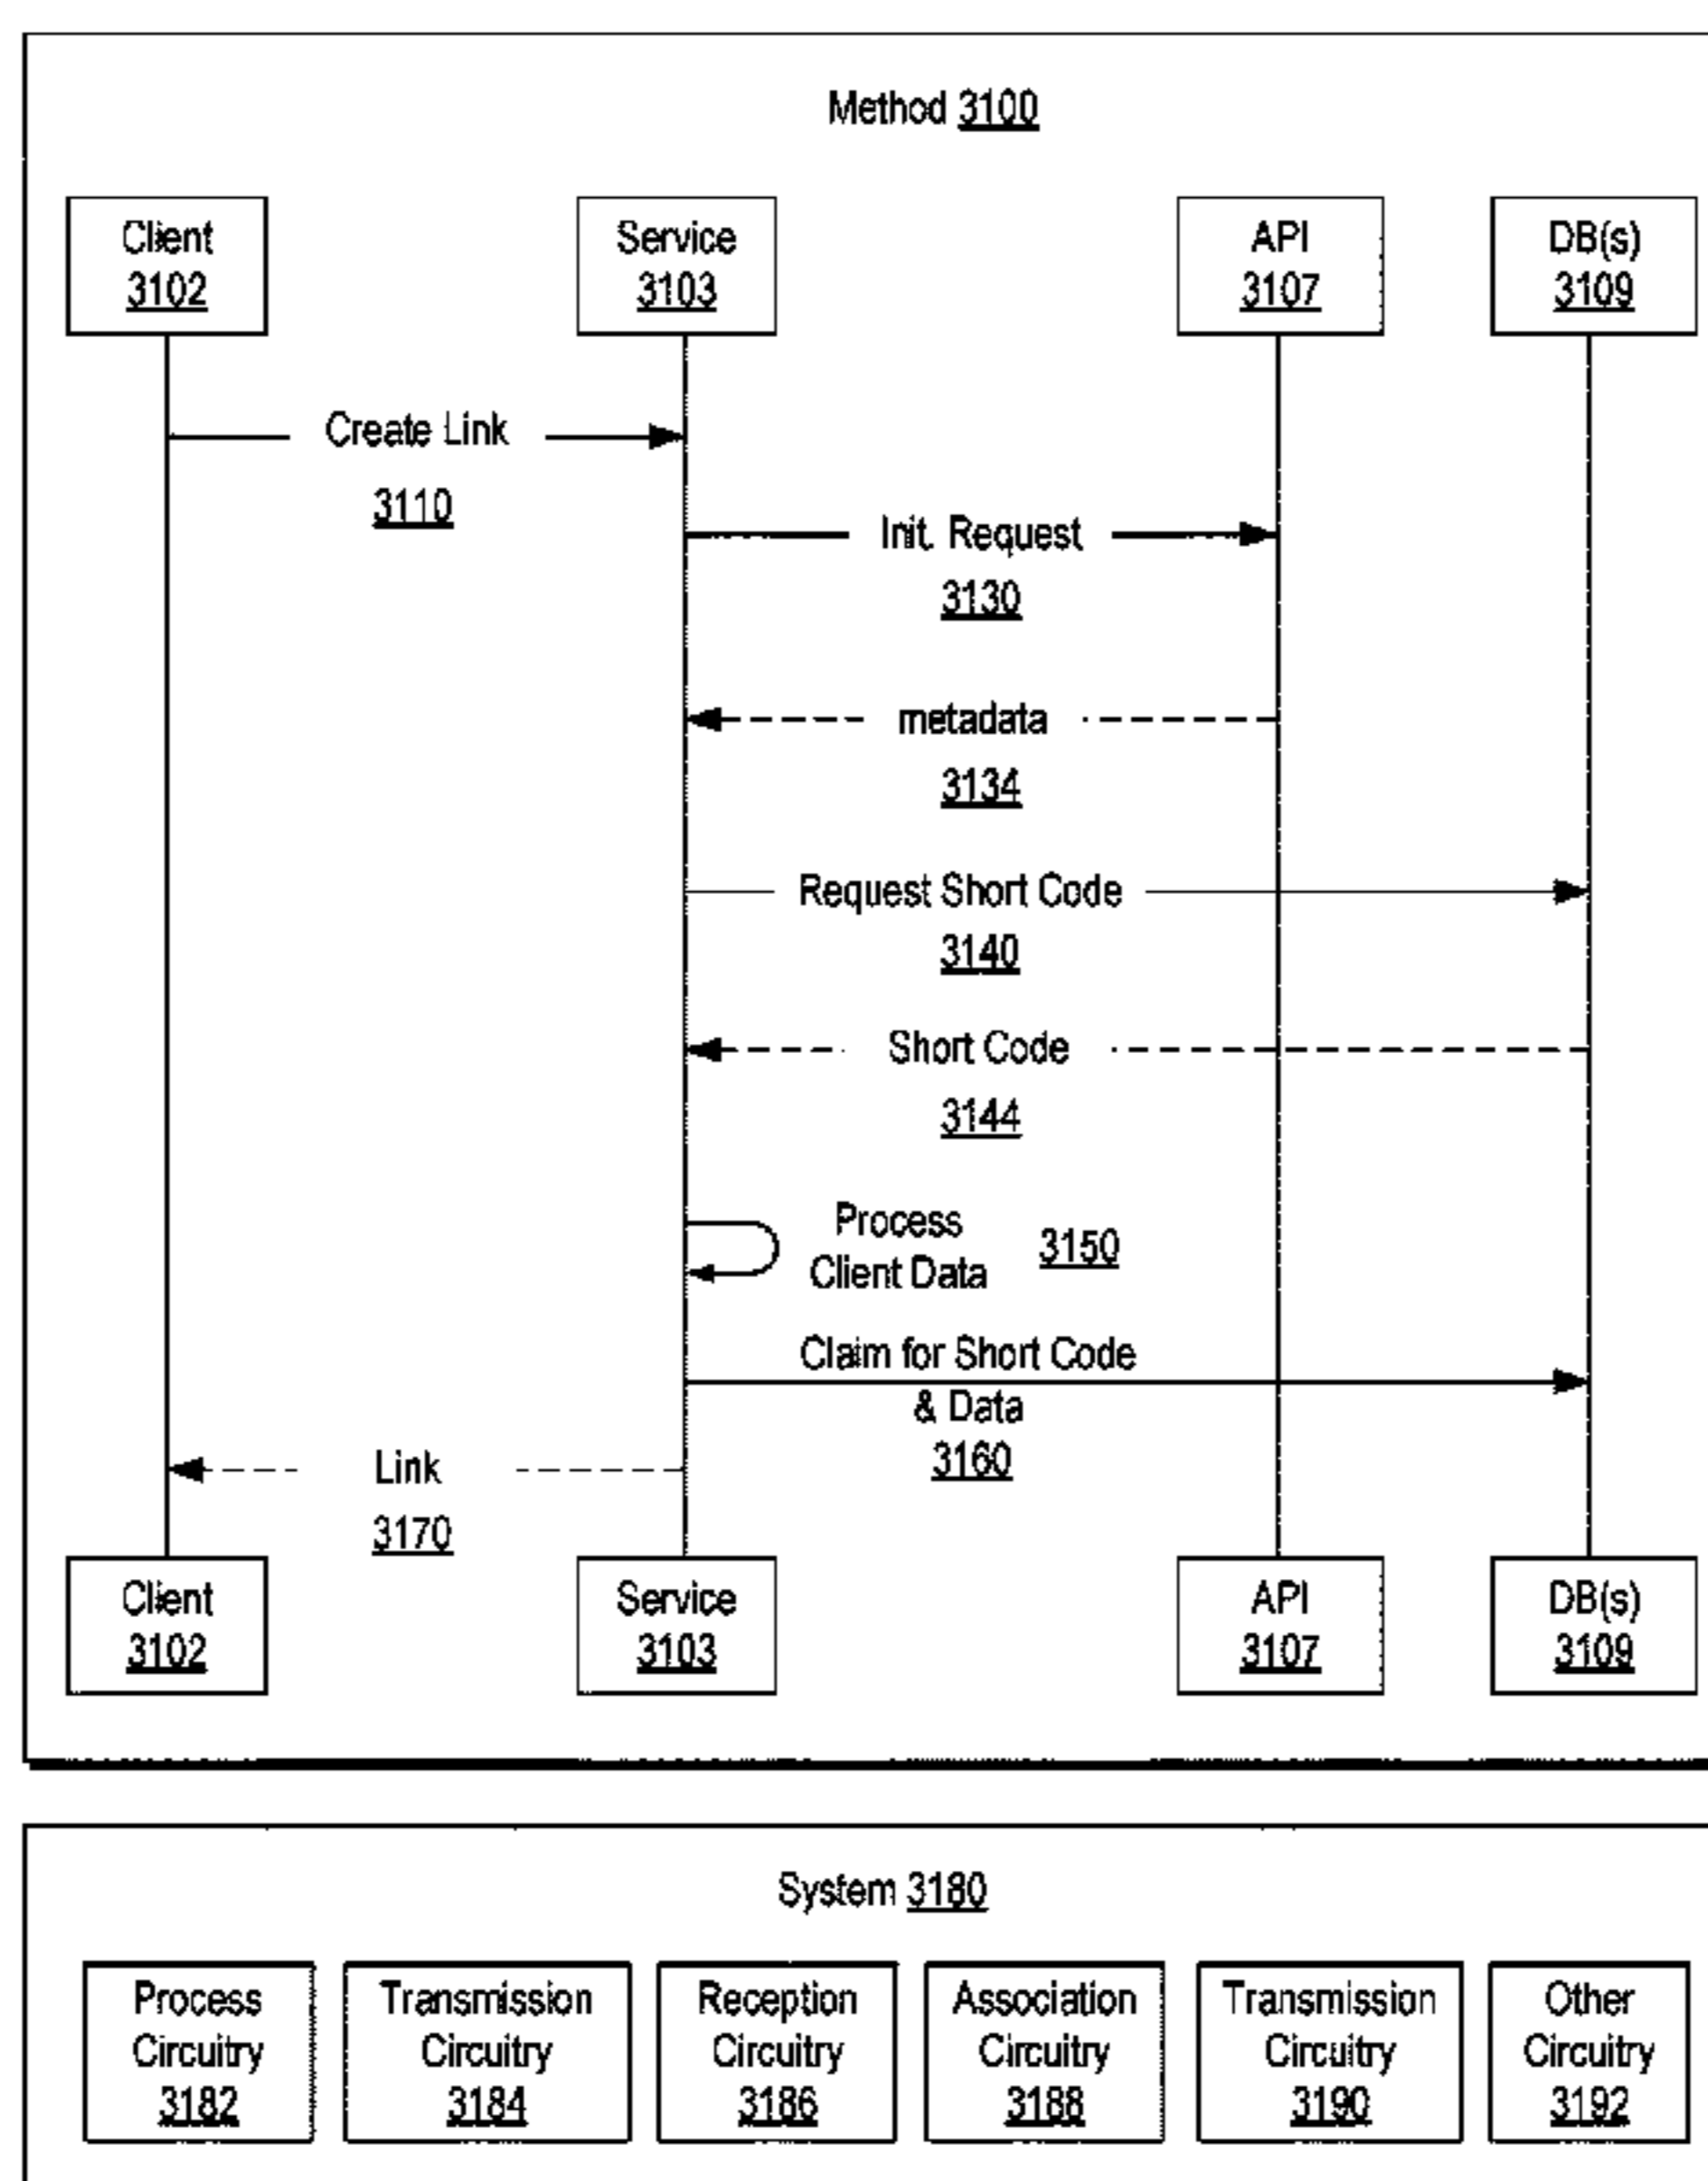 Method 3100
Client
3102
Service
3103
API
3107
DB(s)
3109
Create Link
3110
Init. Request
3130
metadata
3134
Request Short Code
3140
Short Code
3144
Process
Client Data
3150
Claim for Short Code
& Data
3160
Link
3170
Client
3102
Service
3103
API
3107
DB(s)
3109
System 3180
Process
Circuitry
3182
Transmission
Circuitry
3184
Reception
Circuitry
3186
Association
Circuitry
3188
Transmission
Circuitry
3190
Other
Circuitry
3192